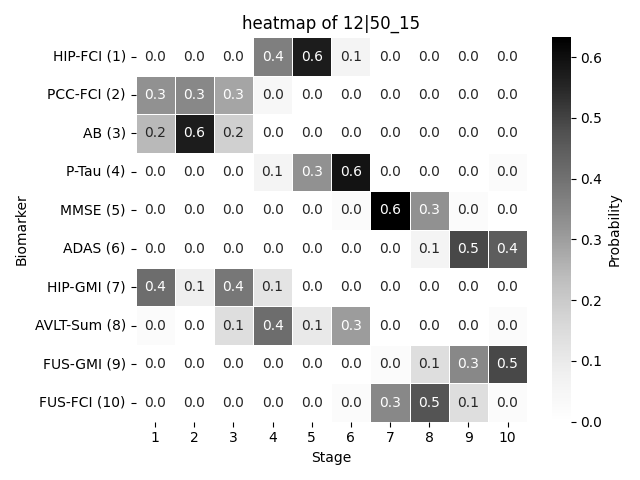 heatmap of 12|50_15
HIP-FCI (1) 0.0 0.0 0.0 0.4 0.6 0.1 0.0 0.0 0.0 0.0
PCC-FCI (2) 0.3 0.3 0.3 0.0 0.0 0.0 0.0 0.0 0.0 0.0
AB (3) 0.2 0.6 0.2 0.0 0.0 0.0 0.0 0.0 0.0 0.0
P-Tau (4) 0.0 0.0 0.0 0.1 0.3 0.6 0.0 0.0 0.0 0.0
MMSE (5) 0.0 0.0 0.0 0.0 0.0 0.0 0.6 0.3 0.0 0.0
ADAS (6) 0.0 0.0 0.0 0.0 0.0 0.0 0.0 0.1 0.5 0.4
HIP-GMI (7) 0.4 0.1 0.4 0.1 0.0 0.0 0.0 0.0 0.0 0.0
AVLT-Sum (8) 0.0 0.0 0.1 0.4 0.1 0.3 0.0 0.0 0.0 0.0
FUS-GMI (9) 0.0 0.0 0.0 0.0 0.0 0.0 0.0 0.1 0.3 0.5
FUS-FCI (10) 0.0 0.0 0.0 0.0 0.0 0.0 0.3 0.5 0.1 0.0
1 2 3 4 5 6 7 8 9 10
Stage
Biomarker
0.6
0.5
0.4
0.3
0.2
0.1
0.0
Probability